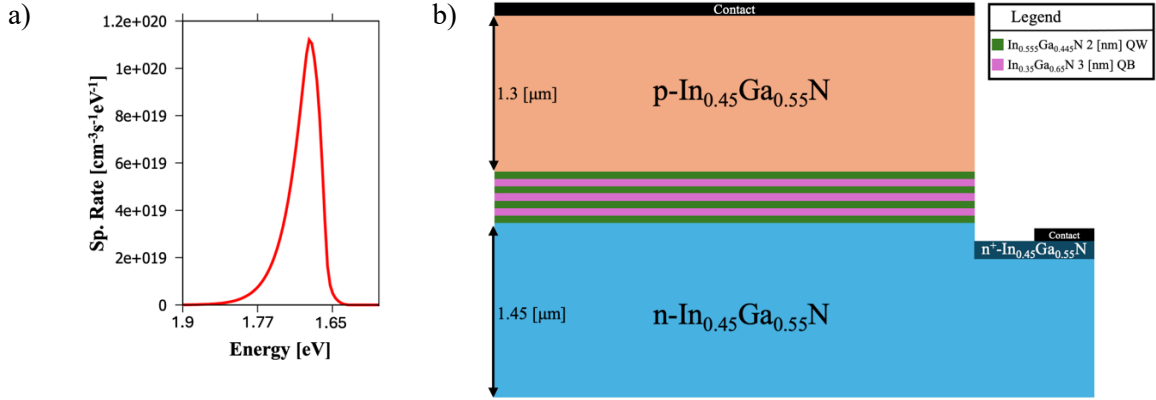 a)
1.2e+020
1e+020
8e+019
6e+019
4e+019
2e+019
0
Sp. Rate [cm⁻³s⁻¹eV⁻¹]
1.9
1.77
1.65
Energy [eV]
b)
Contact
1.3 [µm]
p-In₀.₄₅Ga₀.₅₅N
Contact
n⁺-In₀.₄₅Ga₀.₅₅N
1.45 [µm]
n-In₀.₄₅Ga₀.₅₅N
Legend
In₀.₅₅₅Ga₀.₄₄₅N 2 [nm] QW
In₀.₃₅Ga₀.₆₅N 3 [nm] QB